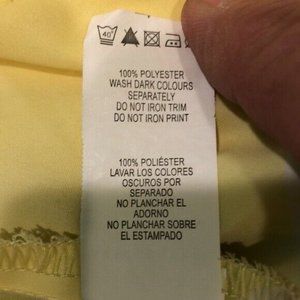 40
100% POLYESTER
WASH DARK COLOURS
SEPARATELY
DO NOT IRON TRIM
DO NOT IRON PRINT
100% POLIÉSTER
LAVAR LOS COLORES
OSCUROS POR
SEPARADO
NO PLANCHAR EL
ADORNO
NO PLANCHAR SOBRE
EL ESTAMPADO